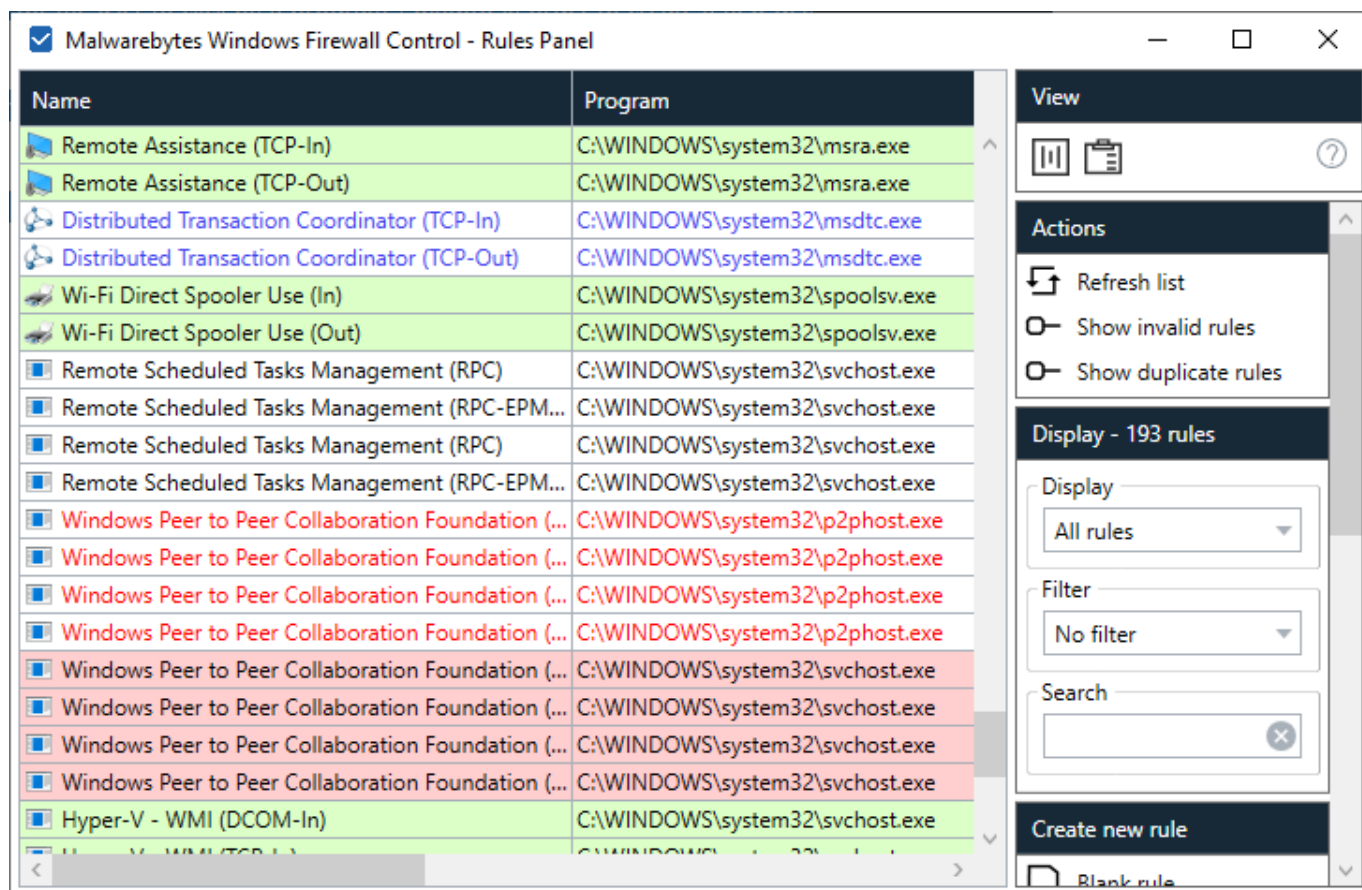 Malwarebytes Windows Firewall Control - Rules Panel
Name Program
Remote Assistance (TCP-In) C:\WINDOWS\system32\msra.exe
Remote Assistance (TCP-Out) C:\WINDOWS\system32\msra.exe
Distributed Transaction Coordinator (TCP-In) C:\WINDOWS\system32\msdtc.exe
Distributed Transaction Coordinator (TCP-Out) C:\WINDOWS\system32\msdtc.exe
Wi-Fi Direct Spooler Use (In) C:\WINDOWS\system32\spoolsv.exe
Wi-Fi Direct Spooler Use (Out) C:\WINDOWS\system32\spoolsv.exe
Remote Scheduled Tasks Management (RPC) C:\WINDOWS\system32\svchost.exe
Remote Scheduled Tasks Management (RPC-EPM... C:\WINDOWS\system32\svchost.exe
Remote Scheduled Tasks Management (RPC) C:\WINDOWS\system32\svchost.exe
Remote Scheduled Tasks Management (RPC-EPM... C:\WINDOWS\system32\svchost.exe
Windows Peer to Peer Collaboration Foundation (... C:\WINDOWS\system32\p2phost.exe
Windows Peer to Peer Collaboration Foundation (... C:\WINDOWS\system32\p2phost.exe
Windows Peer to Peer Collaboration Foundation (... C:\WINDOWS\system32\p2phost.exe
Windows Peer to Peer Collaboration Foundation (... C:\WINDOWS\system32\p2phost.exe
Windows Peer to Peer Collaboration Foundation (... C:\WINDOWS\system32\svchost.exe
Windows Peer to Peer Collaboration Foundation (... C:\WINDOWS\system32\svchost.exe
Windows Peer to Peer Collaboration Foundation (... C:\WINDOWS\system32\svchost.exe
Windows Peer to Peer Collaboration Foundation (... C:\WINDOWS\system32\svchost.exe
Hyper-V - WMI (DCOM-In) C:\WINDOWS\system32\svchost.exe
View
Actions
Refresh list
Show invalid rules
Show duplicate rules
Display - 193 rules
Display
All rules
Filter
No filter
Search
Create new rule
Blank rule